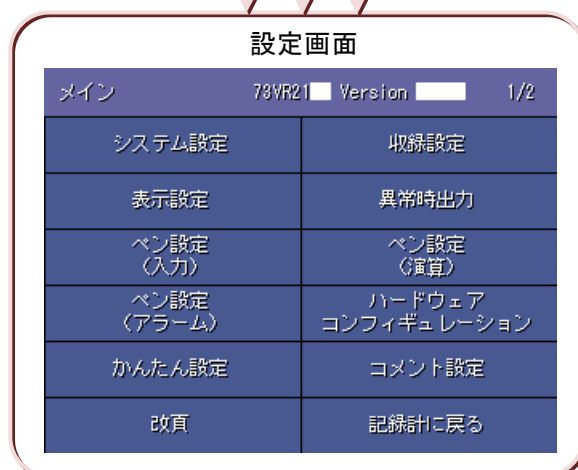 設定画面
メイン 73VR21 Version 1/2
システム設定 収録設定
表示設定 異常時出力
ペン設定
(入力)
ペン設定
(演算)
ペン設定
(アラーム)
ハードウェア
コンフィギュレーション
かんたん設定 コメント設定
改頁 記録計に戻る